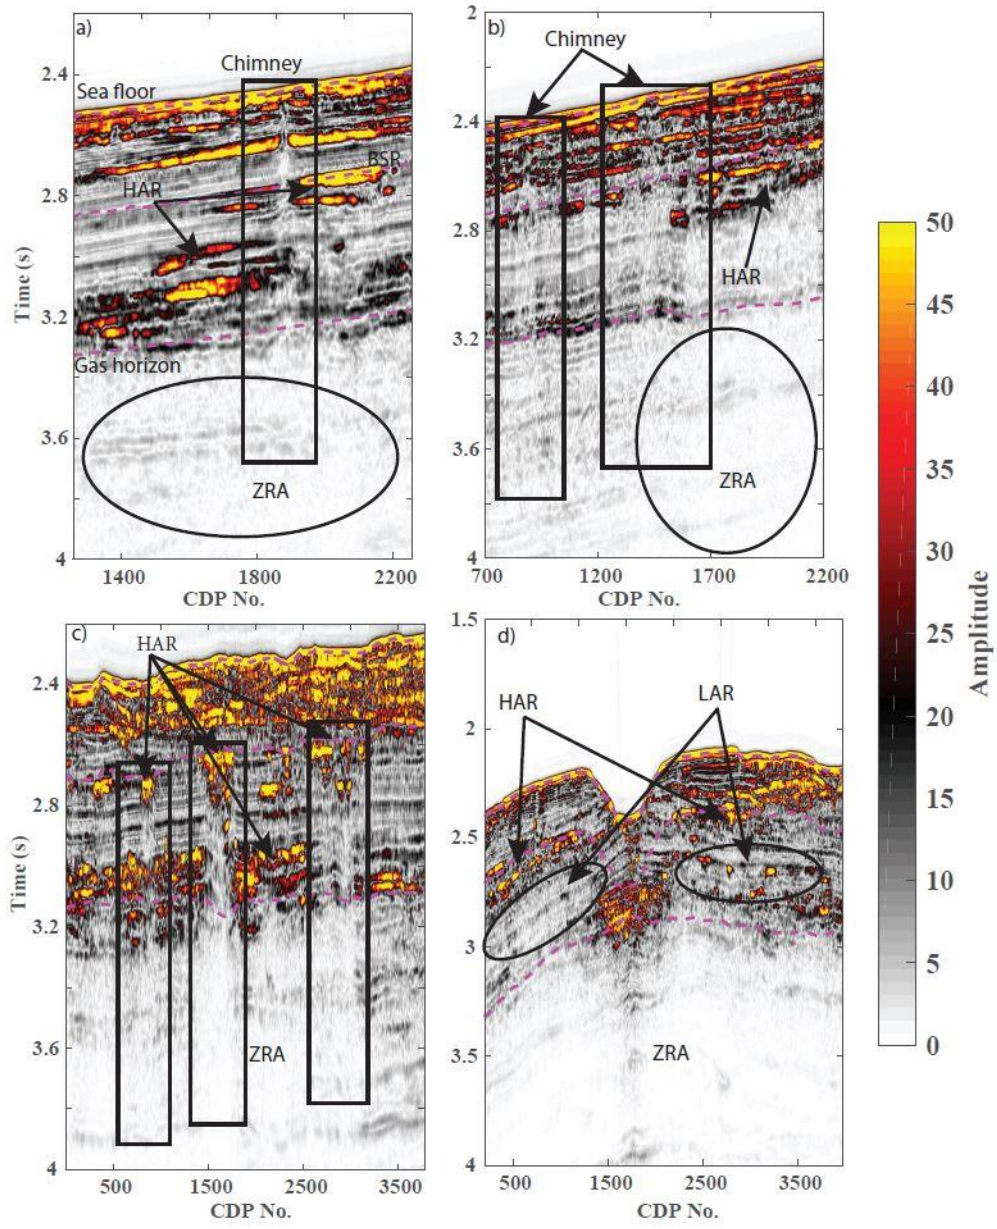 a)
Chimney
Sea floor
BSR
HAR
Gas horizon
ZRA
2.4
2.8
3.2
3.6
4
Time (s)
1400 1800 2200
CDP No.
b)
Chimney
HAR
ZRA
2
2.4
2.8
3.2
3.6
4
700 1200 1700 2200
CDP No.
c)
HAR
ZRA
2.4
2.8
3.2
3.6
4
Time (s)
500 1500 2500 3500
CDP No.
d)
HAR
LAR
ZRA
1.5
2
2.5
3
3.5
4
500 1500 2500 3500
CDP No.
50
45
40
35
30
25
20
15
10
5
0
Amplitude